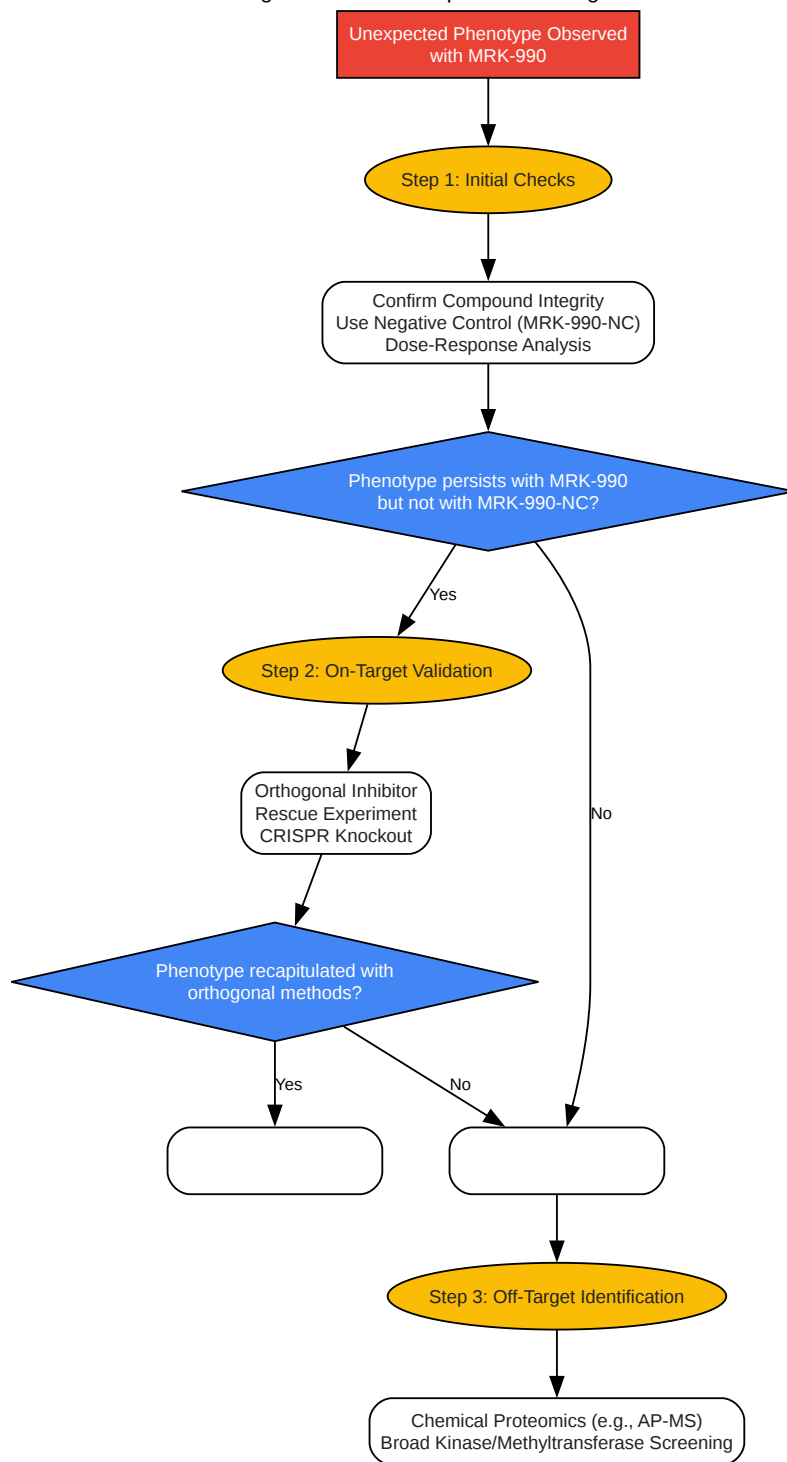 Unexpected Phenotype Observed
with MRK-990
Step 1: Initial Checks
Confirm Compound Integrity
Use Negative Control (MRK-990-NC)
Dose-Response Analysis
Phenotype persists with MRK-990
but not with MRK-990-NC?
Yes
No
Step 2: On-Target Validation
Orthogonal Inhibitor
Rescue Experiment
CRISPR Knockout
Phenotype recapitulated with
orthogonal methods?
Yes
No
Step 3: Off-Target Identification
Chemical Proteomics (e.g., AP-MS)
Broad Kinase/Methyltransferase Screening